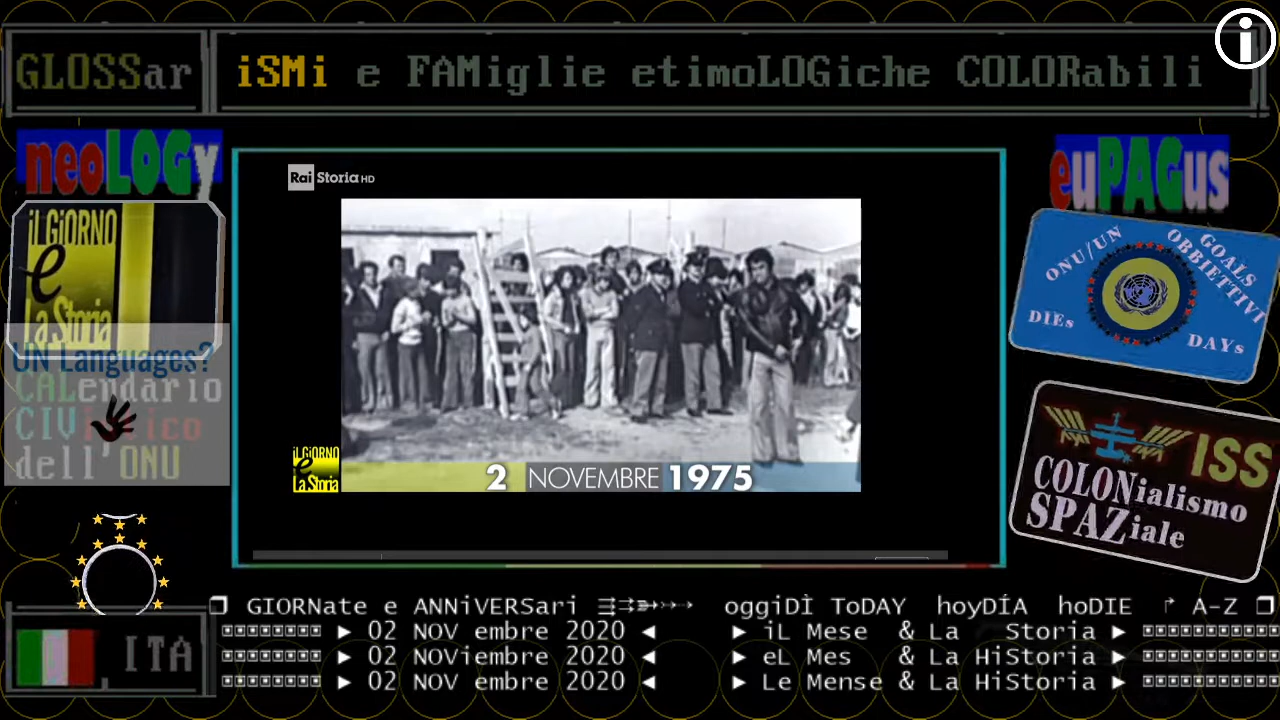 GLOSSar
iSMi e FAMiglie etimoLOGiche COLORabili
neoLOGy
iL GiORNO
e
La Storia
UN Languages?
CALendario
CIVIrico
dell'ONU
ITA
Rai Storia HD
iL GiORNO
e
La Storia
2 NOVEMBRE 1975
euPAGus
ONU/UN
GOALS
OBBIETTIVI
DIEs
DAYs
ISS
COLONialismo
SPAZiale
GIORNate e ANNiVERSari oggiDÌ ToDAY hoyDÍA hoDIE A-Z
02 NOV embre 2020 iL Mese & La Storia
02 NOViembre 2020 eL Mes & La HiStoria
02 NOV embre 2020 Le Mense & La HiStoria